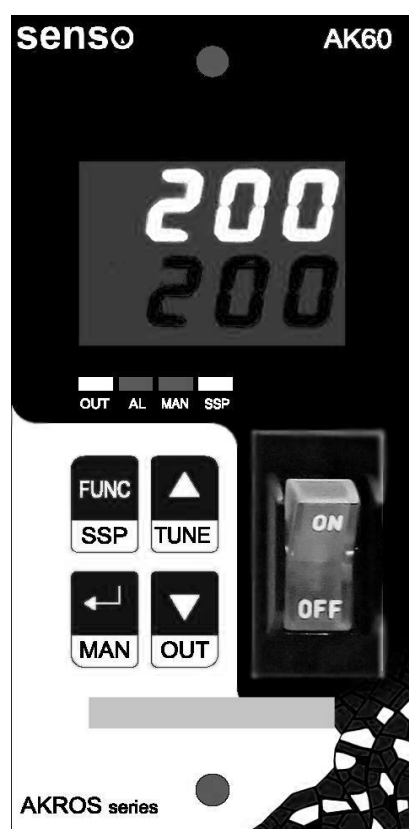 senso AK60
200
200
OUT AL MAN SSP
FUNC
SSP TUNE
ON
OFF
MAN OUT
AKROS series